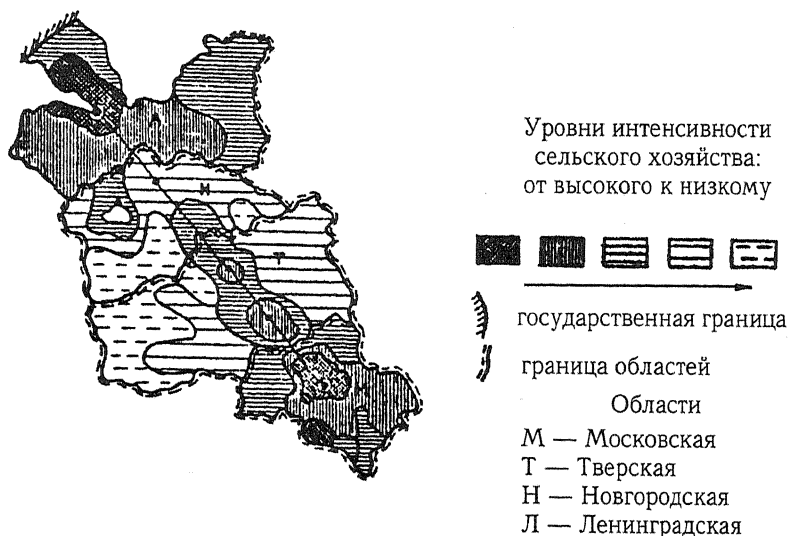 Л
Н
Т
Уровни интенсивности
сельского хозяйства:
от высокого к низкому
государственная граница
граница областей
Области
М — Московская
Т — Тверская
Н — Новгородская
Л — Ленинградская